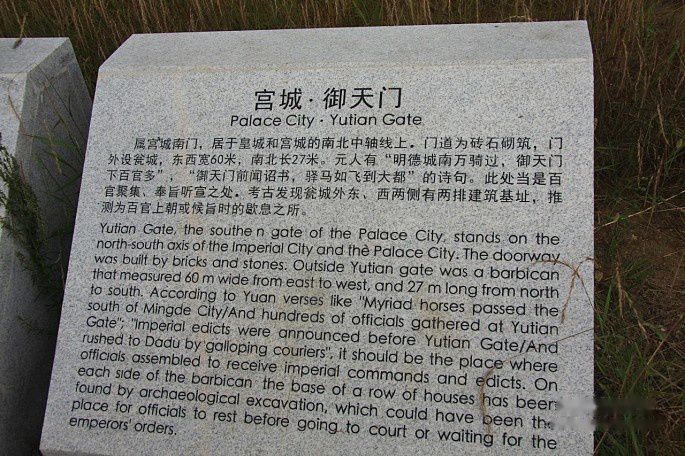 宫城·御天门
Palace City · Yutian Gate
属宫城南门，居于皇城和宫城的南北中轴线上。门道为砖石砌筑，门
外设瓮城，东西宽60米，南北长27米。元人有“明德城南万骑过，御天门
下百官多”，“御天门前闻诏书，驿马如飞到大都”的诗句。此处当是百
官聚集、奉旨听宣之处。考古发现瓮城外东、西两侧有两排建筑基址，推
测为百官上朝或候旨时的歇息之所。
Yutian Gate, the southe n gate of the Palace City, stands on the
north-south axis of the Imperial City and the Palace City. The doorway
was built by bricks and stones. Outside Yutian gate was a barbican
that measured 60 m wide from east to west, and 27 m long from north
to south. According to Yuan verses like "Myriad horses passed the
south of Mingde City/And hundreds of officials gathered at Yutian
Gate"; "Imperial edicts were announced before Yutian Gate/And
rushed to Dadu by galloping couriers", it should be the place where
officials assembled to receive imperial commands and edicts. On
each side of the barbican the base of a row of houses has been
found by archaeological excavation, which could have been the
place for officials to rest before going to court or waiting for the
emperors' orders.